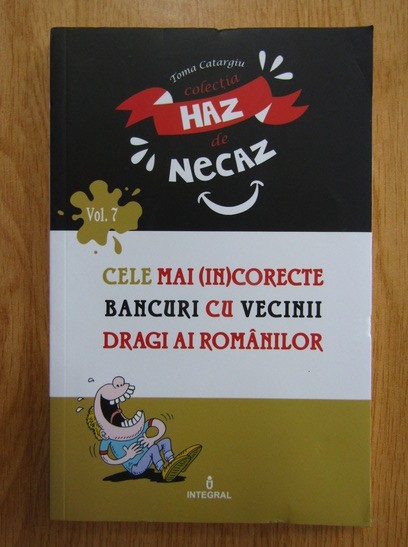 Toma Catargiu
colecția
HAZ
de
NECAZ
Vol. 7
CELE MAI (IN)CORECTE
BANCURI CU VECINII
DRAGI AI ROMÂNILOR
INTEGRAL